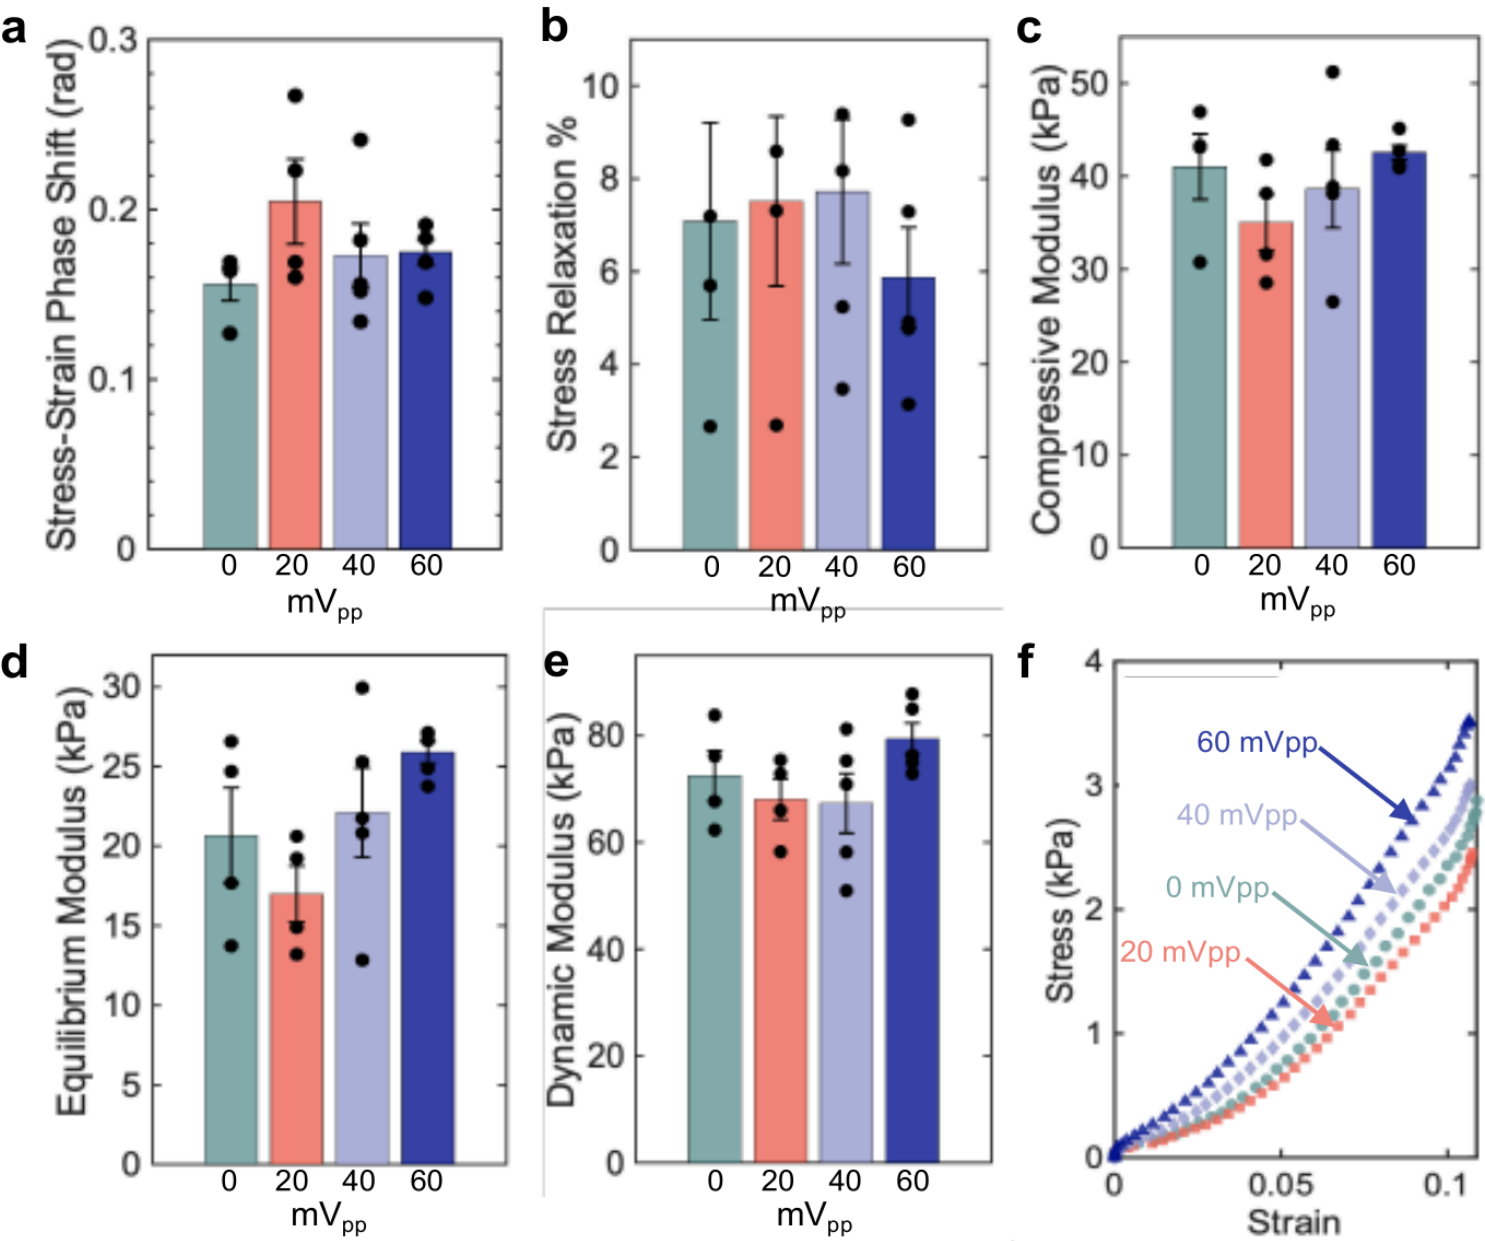 a
Stress-Strain Phase Shift (rad)
0.3
0.2
0.1
0
0 20 40 60
mVpp
b
Stress Relaxation %
10
8
6
4
2
0
0 20 40 60
mVpp
c
Compressive Modulus (kPa)
50
40
30
20
10
0
0 20 40 60
mVpp
d
Equilibrium Modulus (kPa)
30
25
20
15
10
5
0
0 20 40 60
mVpp
e
Dynamic Modulus (kPa)
80
60
40
20
0
0 20 40 60
mVpp
f
Stress (kPa)
4
3
2
1
0
60 mVpp
40 mVpp
0 mVpp
20 mVpp
0 0.05 0.1
Strain